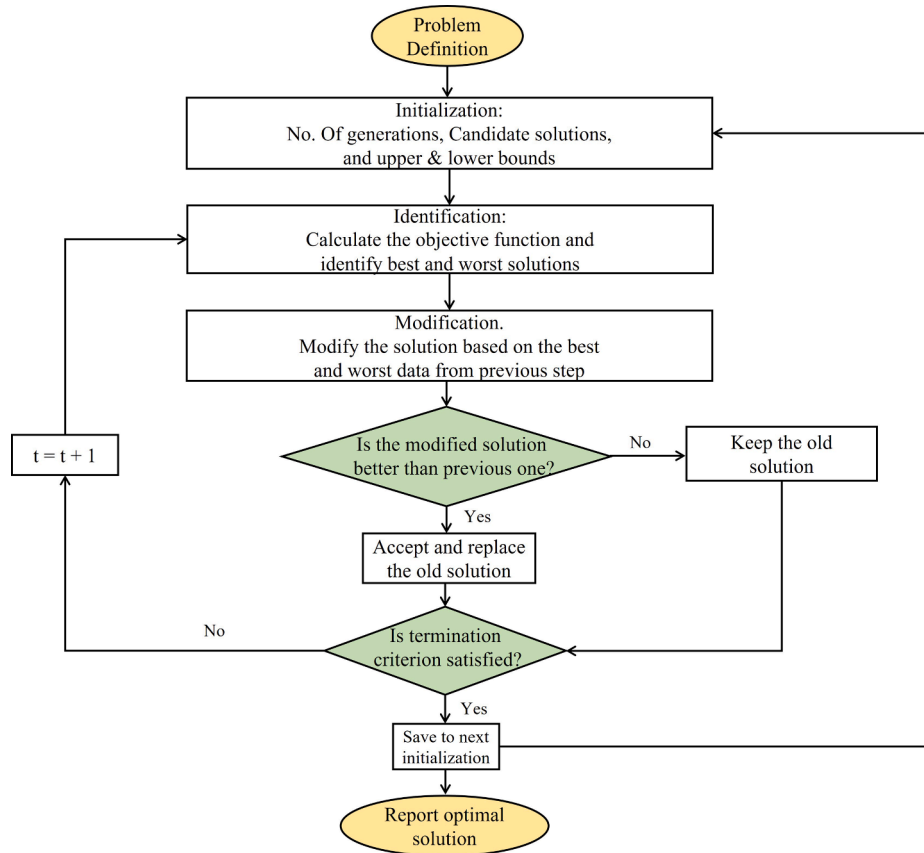 Problem
Definition
Initialization:
No. Of generations, Candidate solutions,
and upper & lower bounds
Identification:
Calculate the objective function and
identify best and worst solutions
Modification.
Modify the solution based on the best
and worst data from previous step
Is the modified solution
better than previous one?
No
Keep the old
solution
t = t + 1
Yes
Accept and replace
the old solution
No
Is termination
criterion satisfied?
Yes
Save to next
initialization
Report optimal
solution